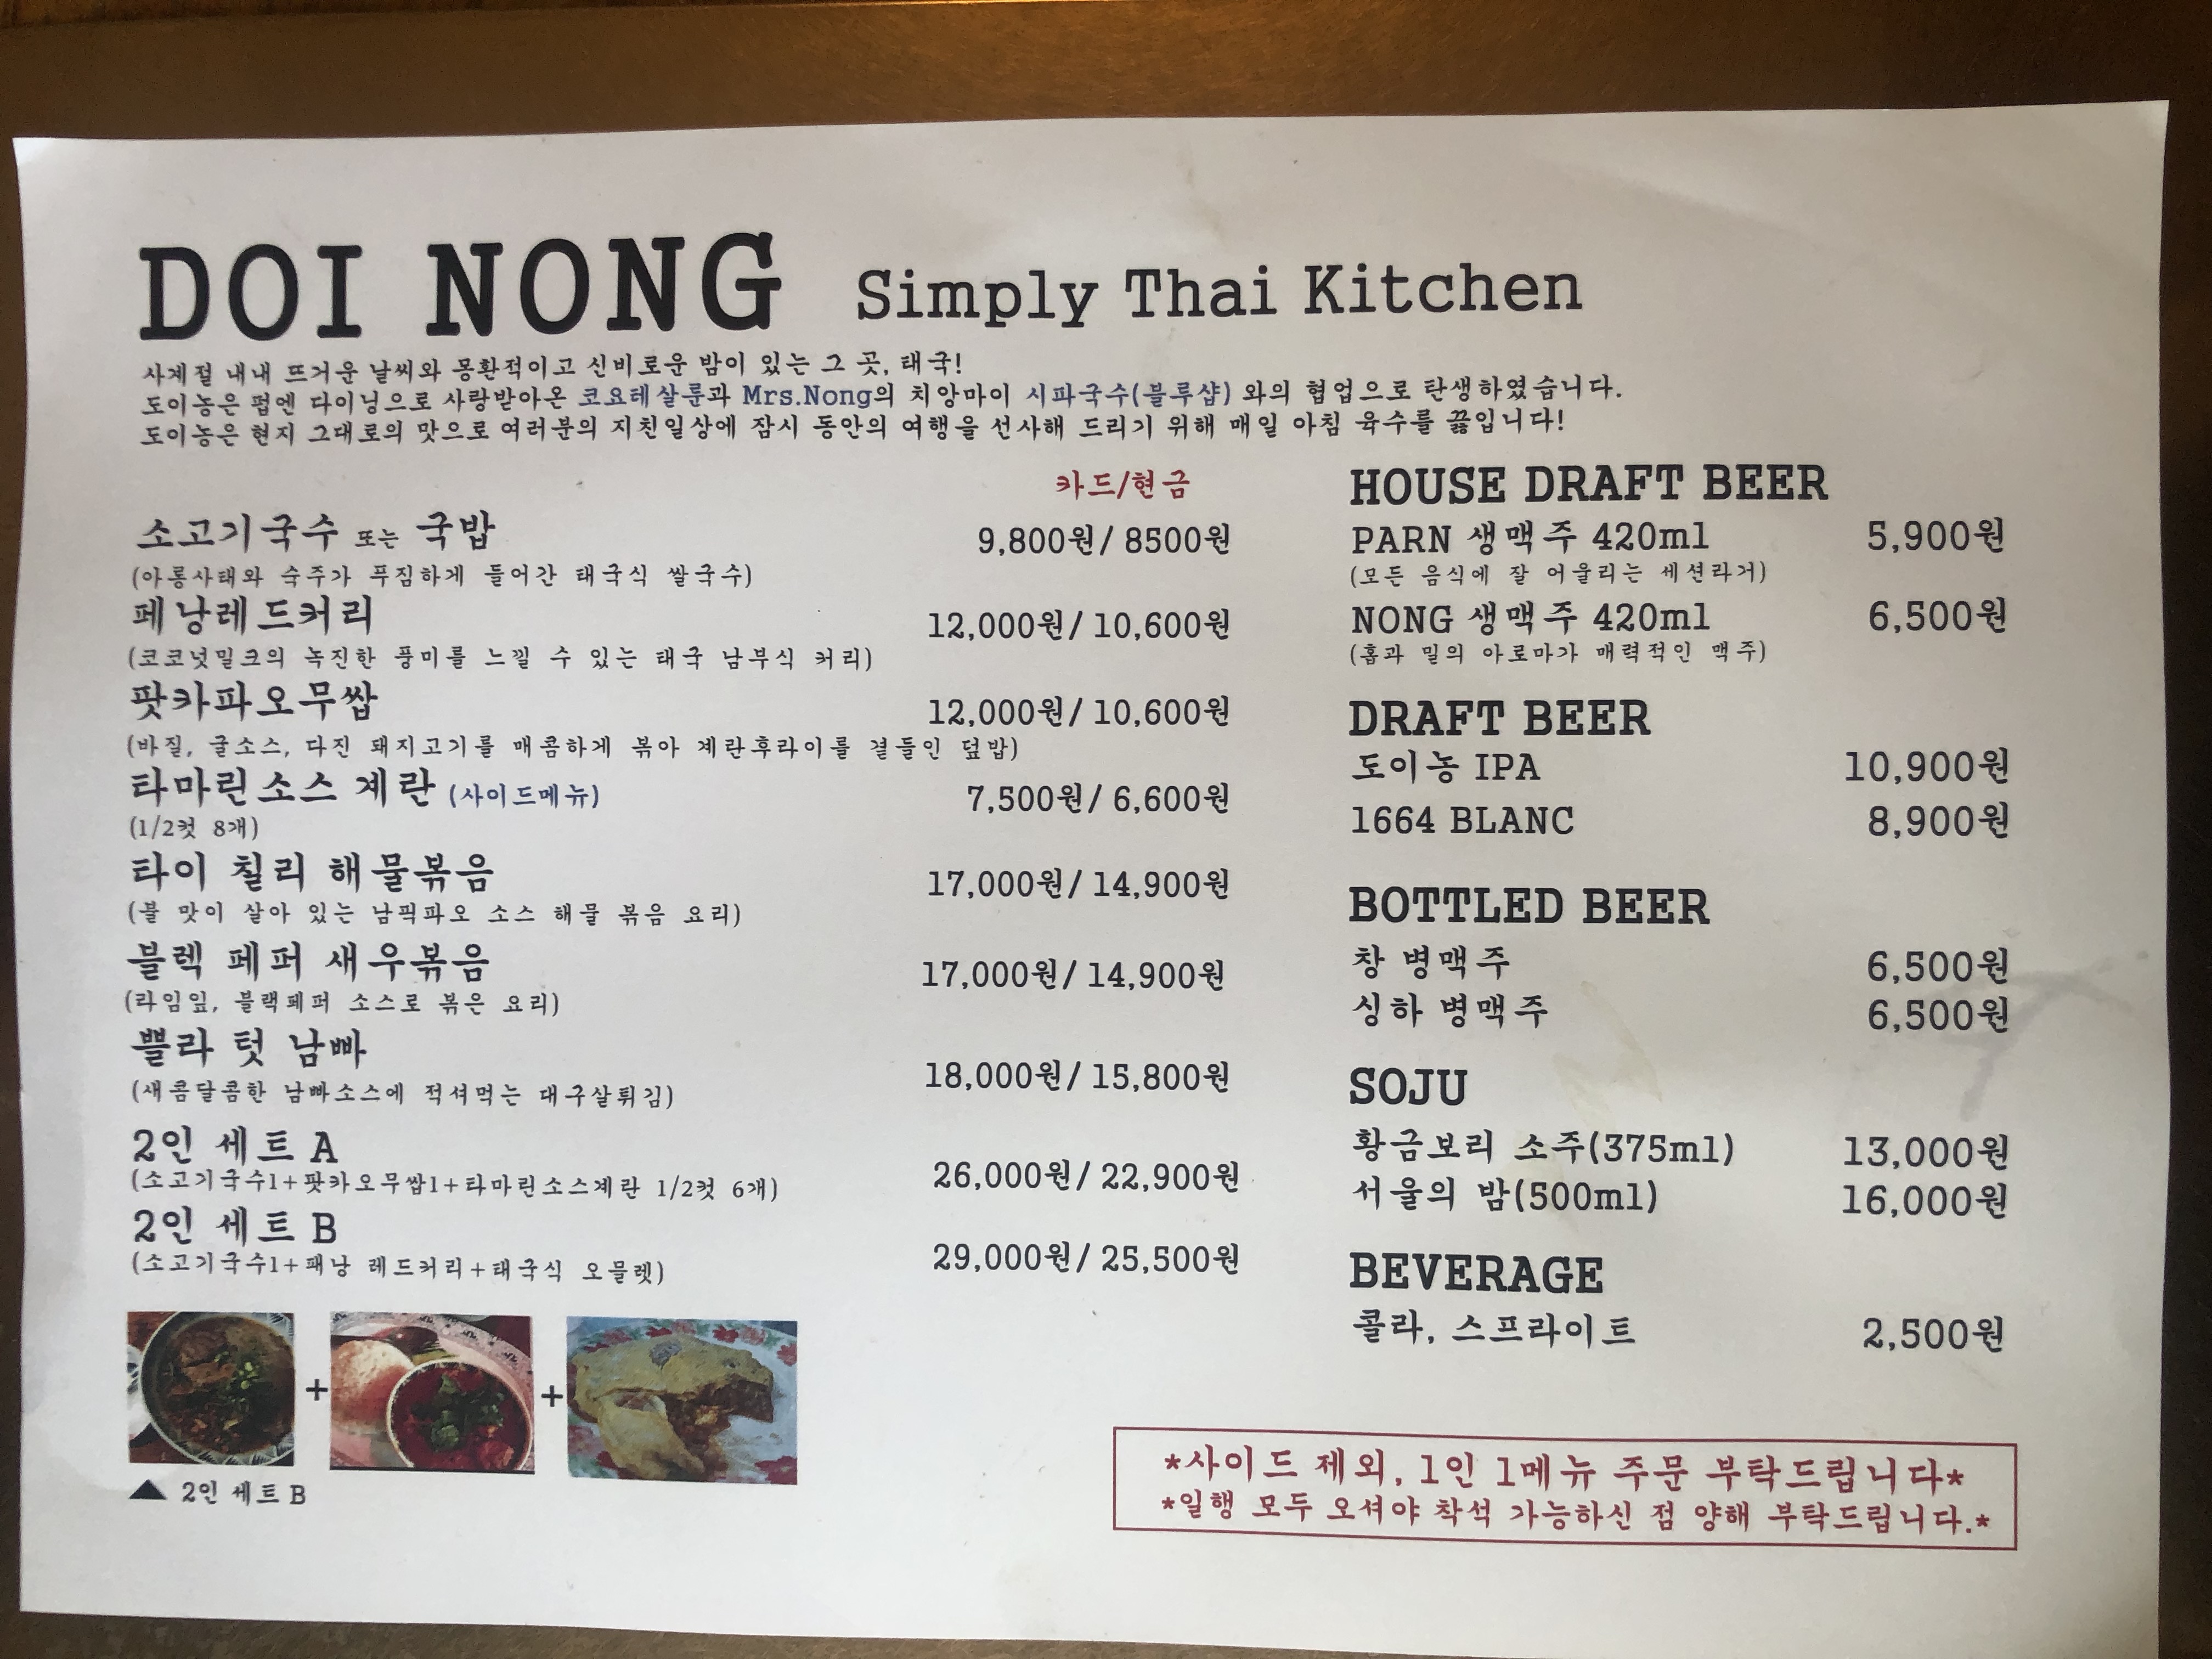 DOI NONG Simply Thai Kitchen
사계절 내내 뜨거운 날씨와 몽환적이고 신비로운 밤이 있는 그 곳, 태국!
도이농은 펍엔 다이닝으로 사랑받아온 코요테살룬과 Mrs.Nong의 치앙마이 시파국수(블루샵) 와의 협업으로 탄생하였습니다.
도이농은 현지 그대로의 맛으로 여러분의 지친일상에 잠시 동안의 여행을 선사해 드리기 위해 매일 아침 육수를 끓입니다!
카드/현금
소고기국수 또는 국밥 9,800원/ 8500원
(아롱사태와 숙주가 푸짐하게 들어간 태국식 쌀국수)
페낭레드커리 12,000원/ 10,600원
(코코넛밀크의 녹진한 풍미를 느낄 수 있는 태국 남부식 커리)
팟카파오무쌉 12,000원/ 10,600원
(바질, 굴소스, 다진 돼지고기를 매콤하게 볶아 계란후라이를 곁들인 덮밥)
타마린소스 계란 (사이드메뉴) 7,500원/ 6,600원
(1/2컷 8개)
타이 칠리 해물볶음 17,000원/ 14,900원
(불 맛이 살아 있는 남픽파오 소스 해물 볶음 요리)
블렉 페퍼 새우볶음 17,000원/ 14,900원
(라임잎, 블랙페퍼 소스로 볶은 요리)
쁠라 텃 남빠 18,000원/ 15,800원
(새콤달콤한 남빠소스에 적셔먹는 대구살튀김)
2인 세트 A 26,000원/ 22,900원
(소고기국수1+팟카오무쌉1+타마린소스계란 1/2컷 6개)
2인 세트 B 29,000원/ 25,500원
(소고기국수1+패낭 레드커리+태국식 오믈렛)
+ +
▲ 2인 세트 B
HOUSE DRAFT BEER
PARN 생맥주 420ml 5,900원
(모든 음식에 잘 어울리는 세션라거)
NONG 생맥주 420ml 6,500원
(홉과 밀의 아로마가 매력적인 맥주)
DRAFT BEER
도이농 IPA 10,900원
1664 BLANC 8,900원
BOTTLED BEER
창 병맥주 6,500원
싱하 병맥주 6,500원
SOJU
황금보리 소주(375ml) 13,000원
서울의 밤(500ml) 16,000원
BEVERAGE
콜라, 스프라이트 2,500원
*사이드 제외, 1인 1메뉴 주문 부탁드립니다*
*일행 모두 오셔야 착석 가능하신 점 양해 부탁드립니다.*